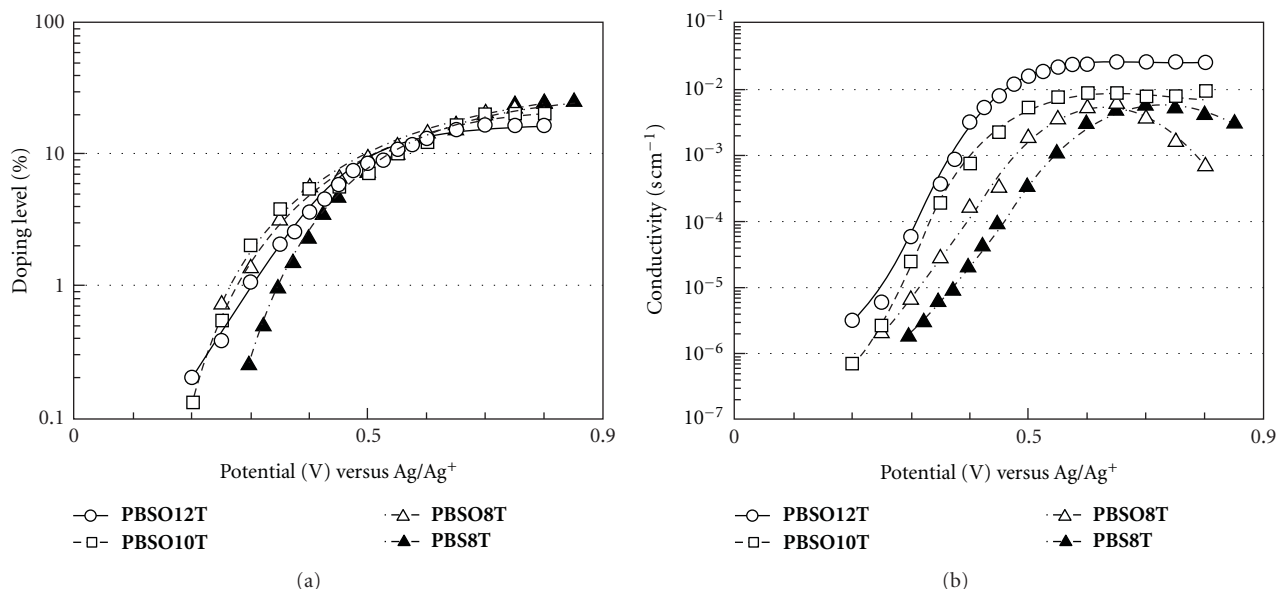 100
10
1
0.1
Doping level (%)
0
0.5
0.9
Potential (V) versus Ag/Ag⁺
PBSO12T
PBSO10T
PBSO8T
PBS8T
(a)
10⁻¹
10⁻²
10⁻³
10⁻⁴
10⁻⁵
10⁻⁶
10⁻⁷
Conductivity (s cm⁻¹)
0
0.5
0.9
Potential (V) versus Ag/Ag⁺
PBSO12T
PBSO10T
PBSO8T
PBS8T
(b)